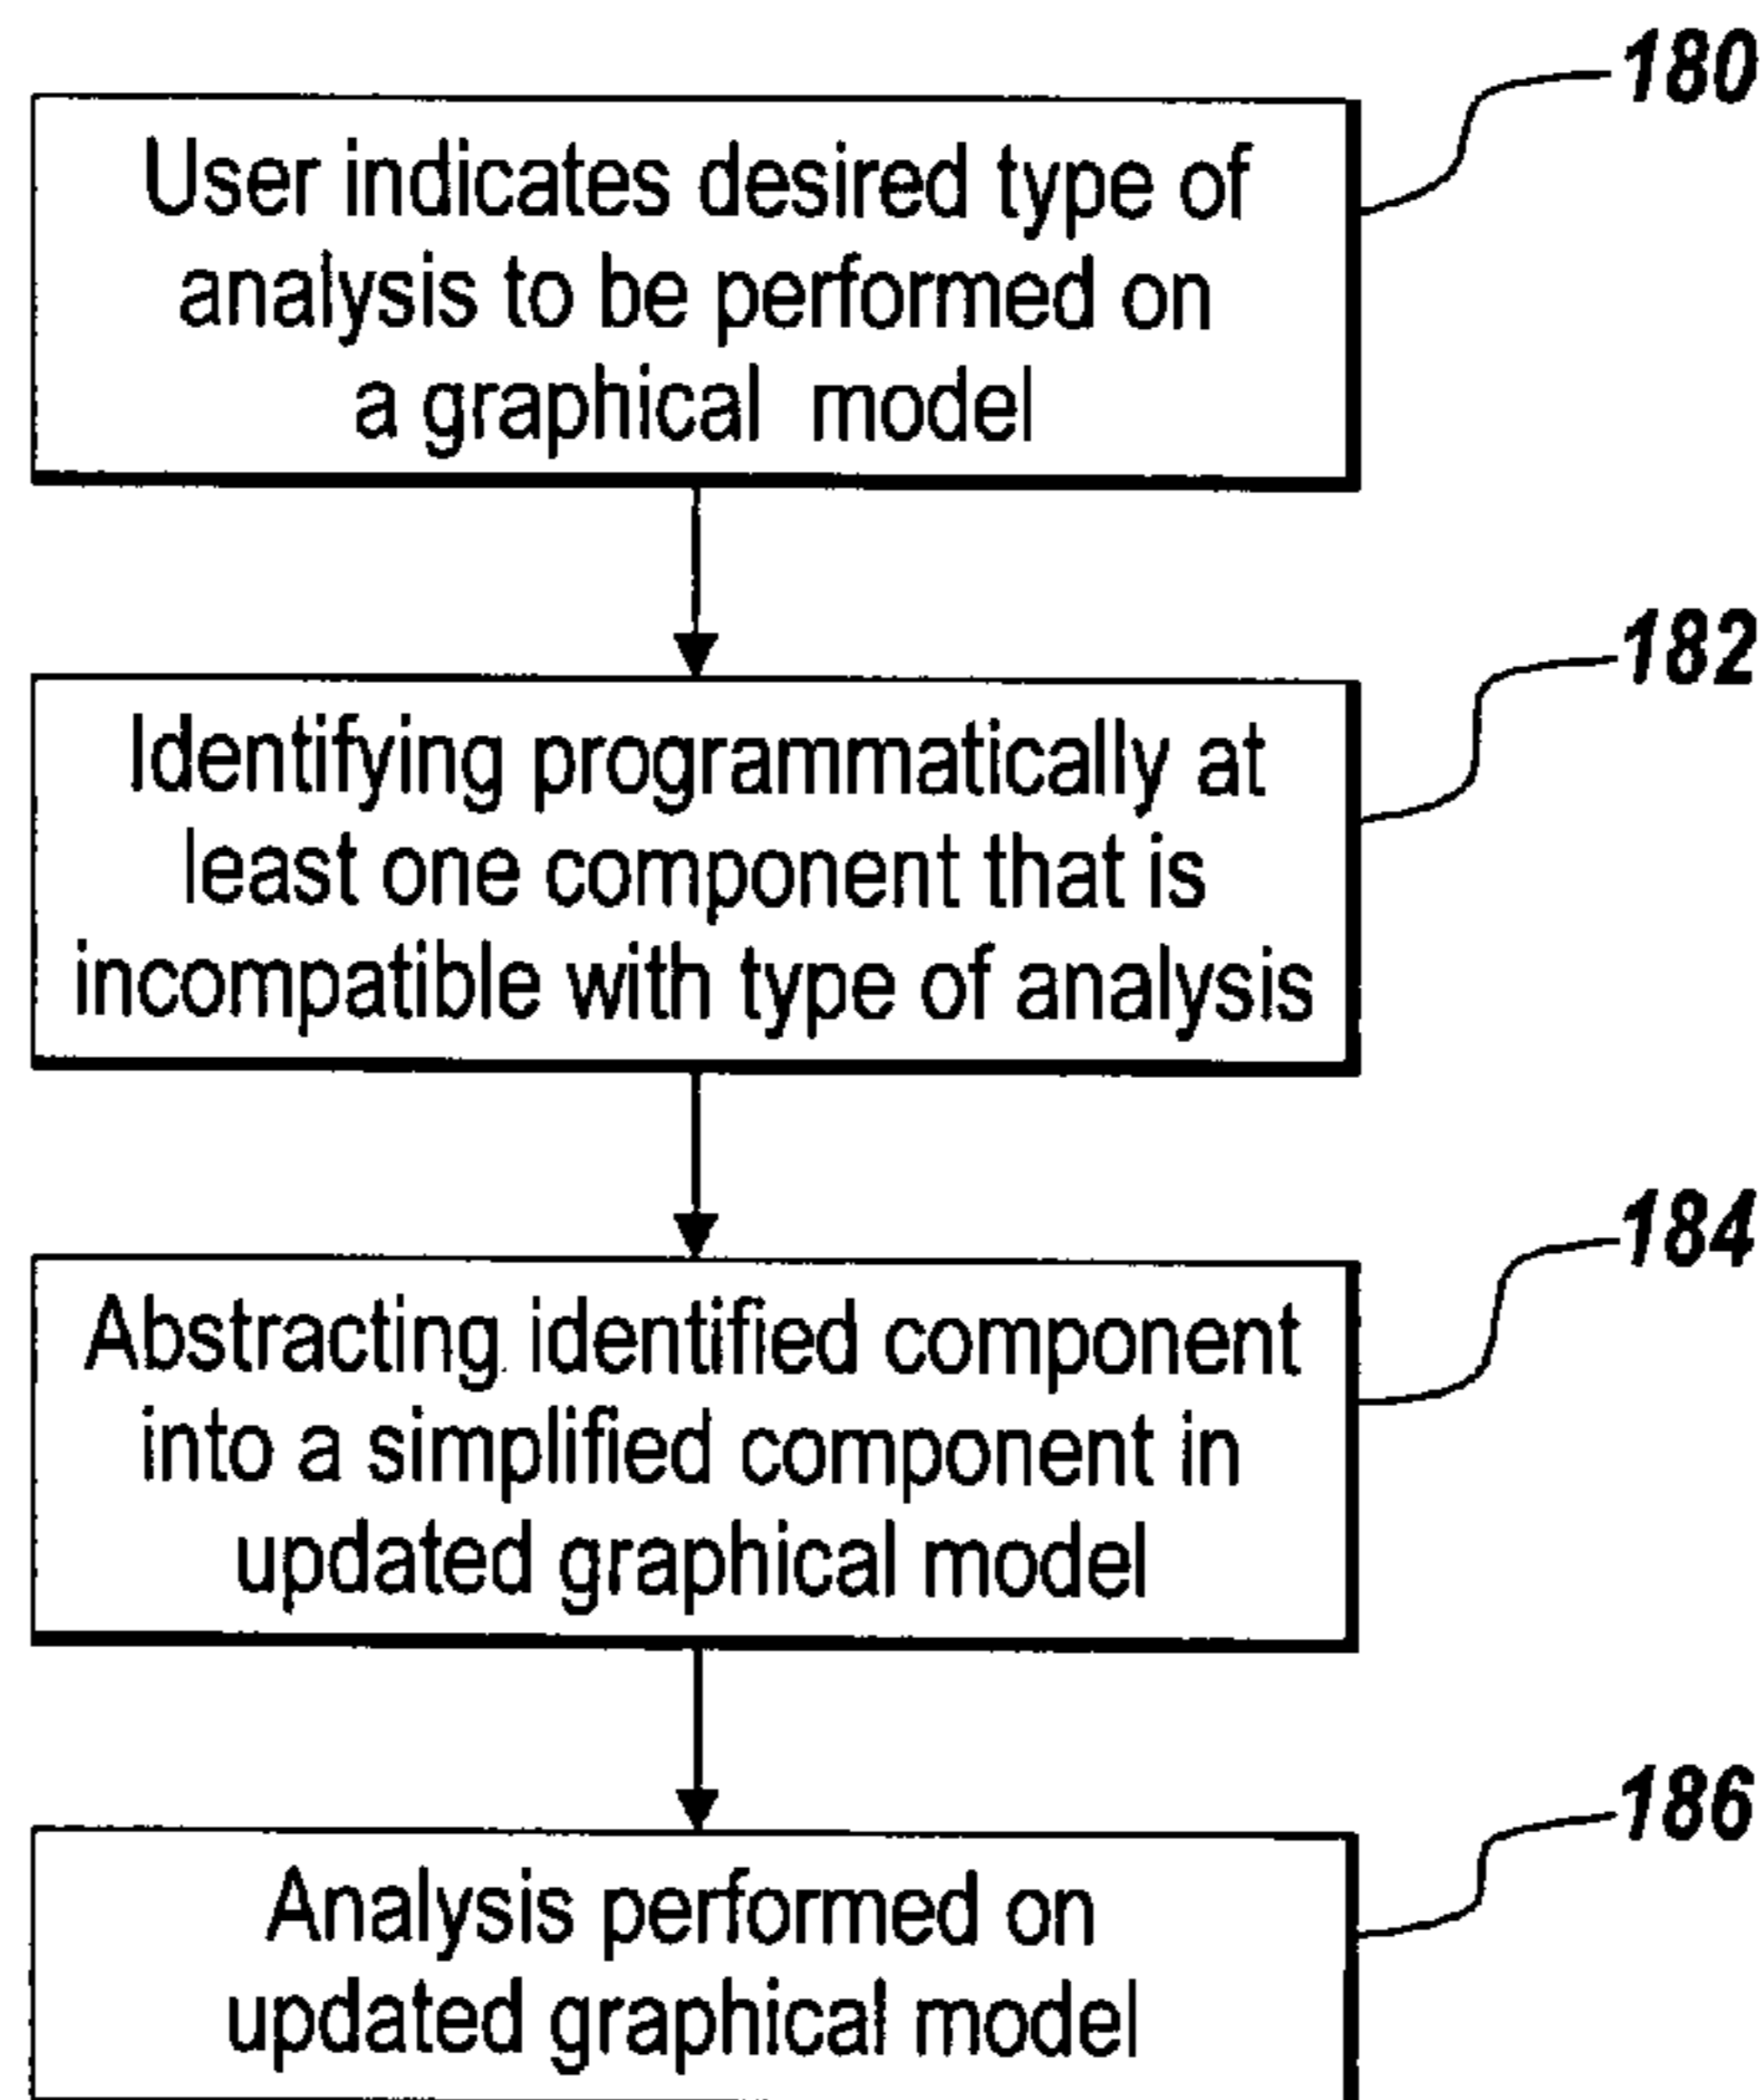 180
User indicates desired type of
analysis to be performed on
a graphical model
182
Identifying programmatically at
least one component that is
incompatible with type of analysis
184
Abstracting identified component
into a simplified component in
updated graphical model
186
Analysis performed on
updated graphical model